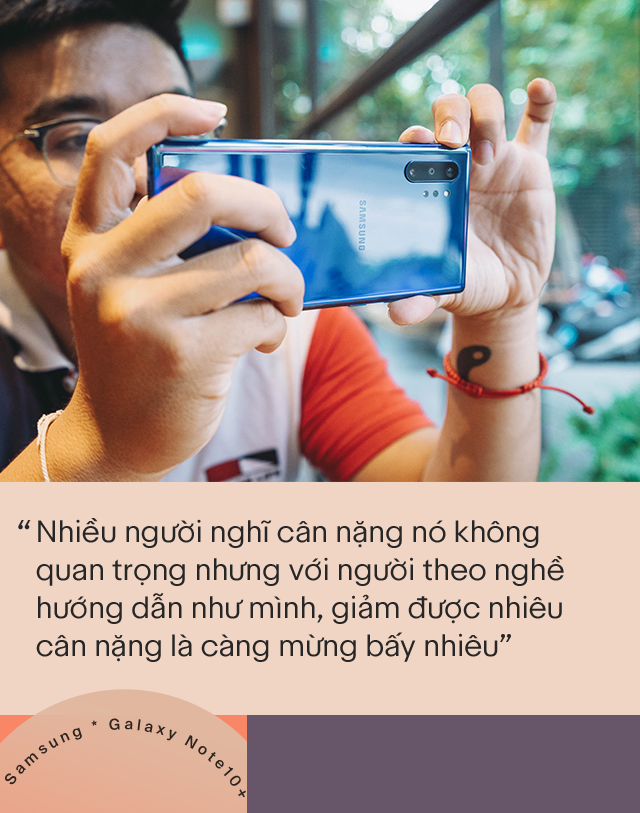 SAMSUNG
“Nhiều người nghĩ cân nặng nó không
quan trọng nhưng với người theo nghề
hướng dẫn như mình, giảm được nhiêu
cân nặng là càng mừng bấy nhiêu”
Samsung * Galaxy Note10+